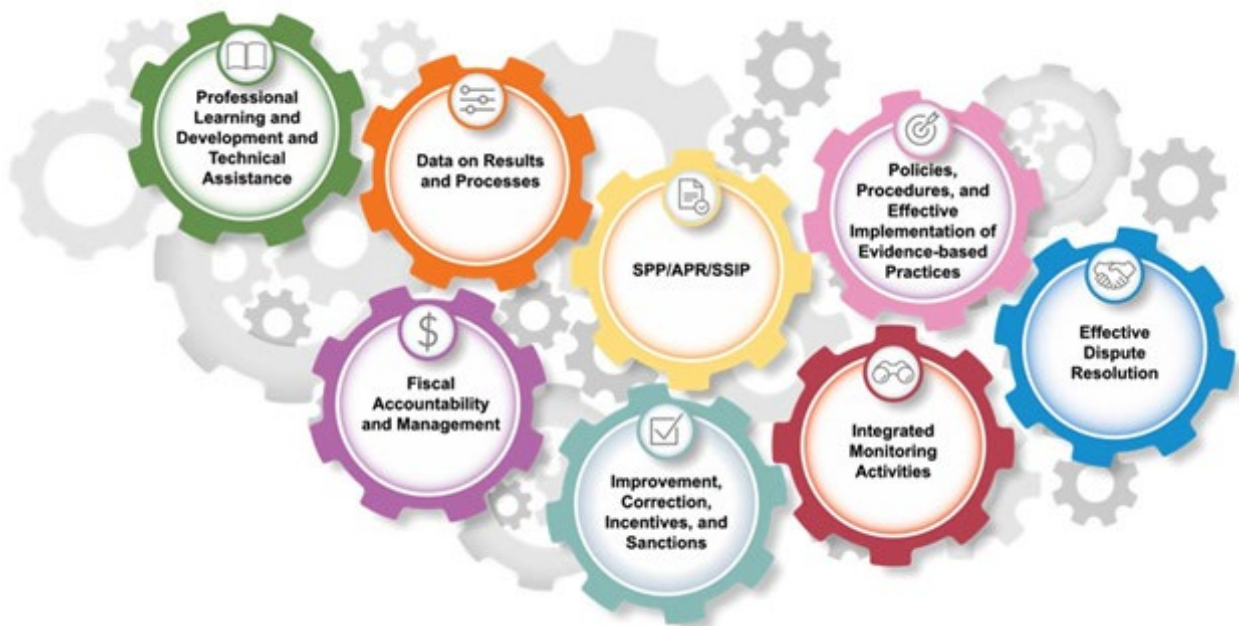 Professional
Learning and
Development and
Technical
Assistance
Data on Results
and Processes
SPP/APR/SSIP
Policies,
Procedures, and
Effective
Implementation of
Evidence-based
Practices
Effective
Dispute
Resolution
$
Fiscal
Accountability
and Management
Improvement,
Correction,
Incentives, and
Sanctions
Integrated
Monitoring
Activities